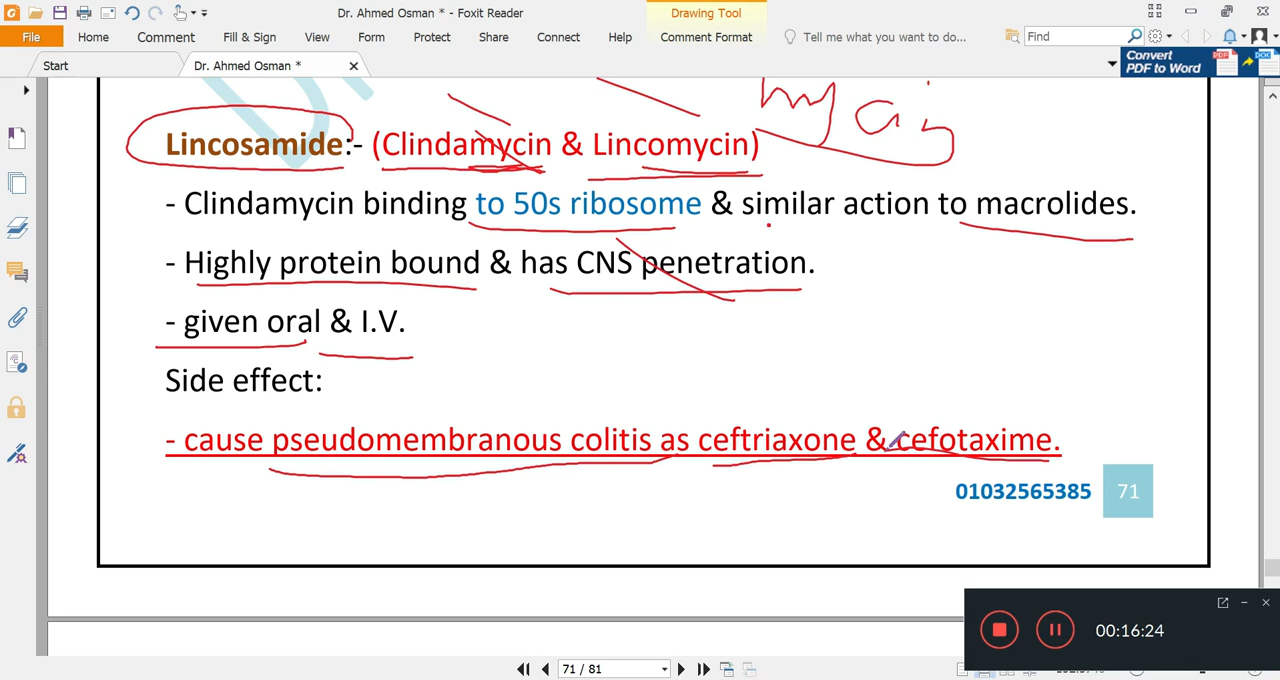 Dr. Ahmed Osman * - Foxit Reader
Drawing Tool
File Home Comment Fill & Sign View Form Protect Share Connect Help Comment Format Tell me what you want to do... Find
Start Dr. Ahmed Osman *
Convert
PDF to Word
Lincosamide:- (Clindamycin & Lincomycin)
- Clindamycin binding to 50s ribosome & similar action to macrolides.
- Highly protein bound & has CNS penetration.
- given oral & I.V.
Side effect:
- cause pseudomembranous colitis as ceftriaxone & cefotaxime.
01032565385 71
00:16:24
71 / 81